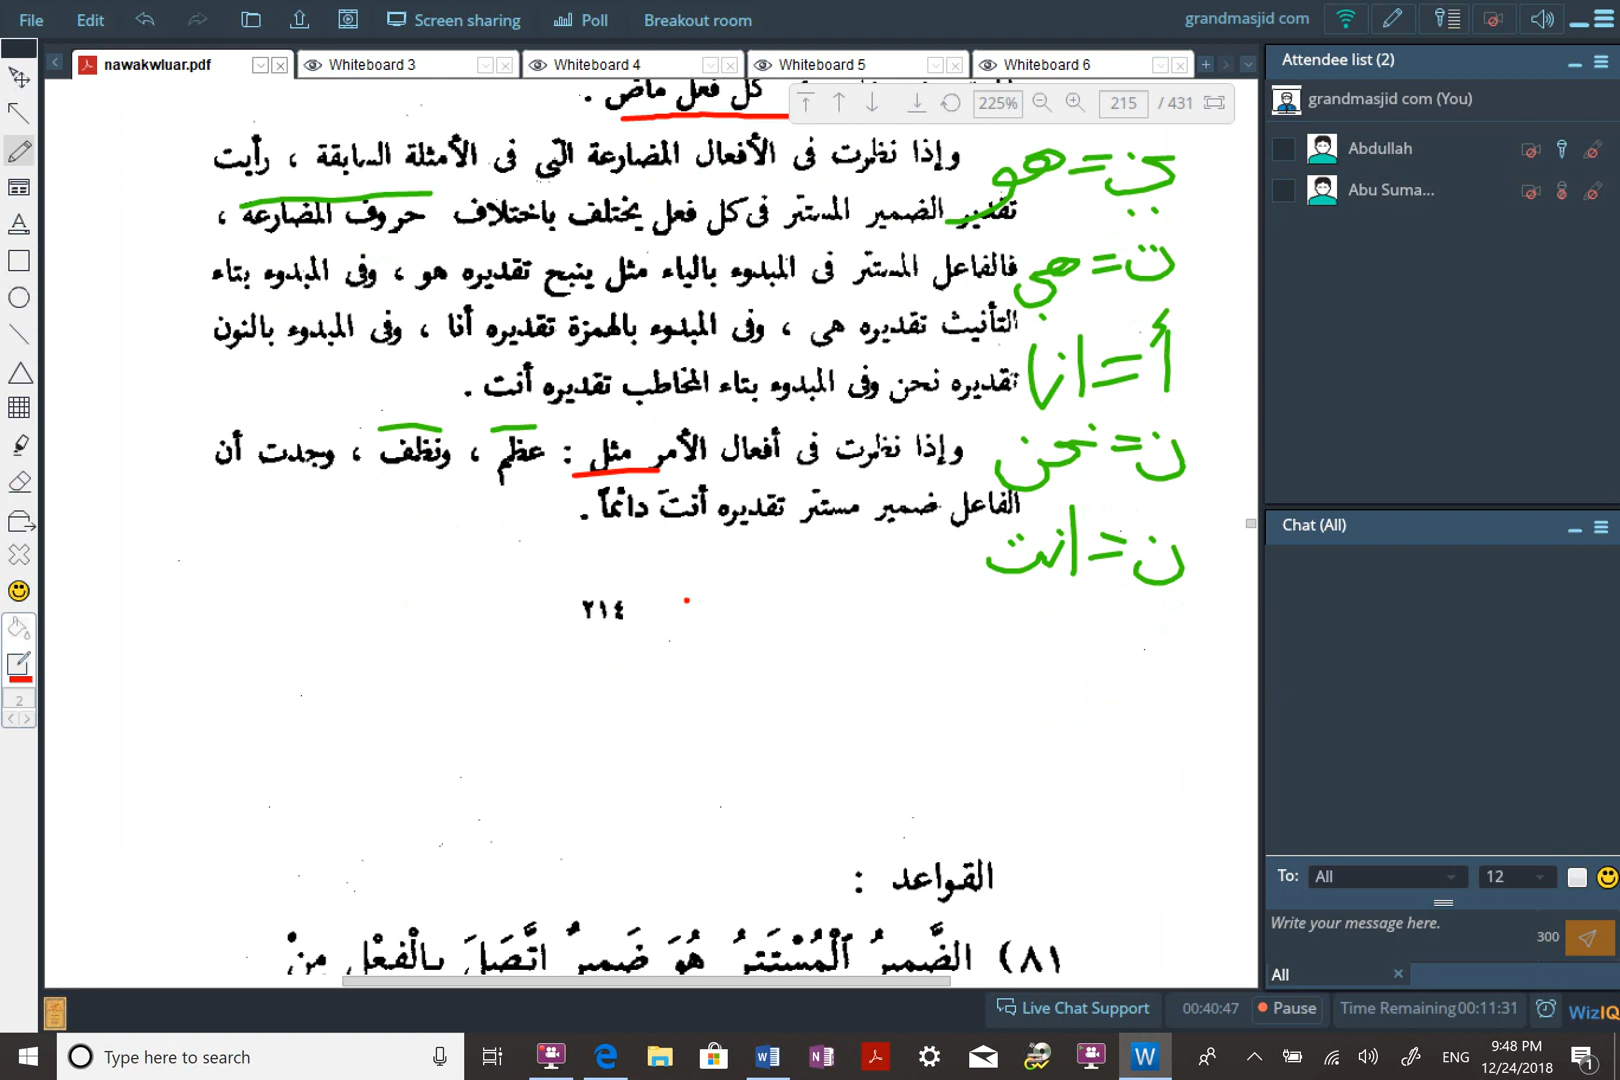 File Edit Screen sharing Poll Breakout room grandmasjid com
nawakwluar.pdf Whiteboard 3 Whiteboard 4 Whiteboard 5 Whiteboard 6
225% 215 / 431
كل فعل ماض .
وإذا نظرت فى الأفعال المضارعة التى فى الأمثلة السابقة ، رأيت
تقدير الضمير المستتر فى كل فعل يختلف باختلاف حروف المضارعة ،
فالفاعل المستتر فى المبدوء بالياء مثل ينبح تقديره هو ، وفى المبدوء بتاء
التأنيث تقديره هى ، وفى المبدوء بالهمزة تقديره أنا ، وفى المبدوء بالنون
تقديره نحن وفى المبدوء بتاء المخاطب تقديره أنت .
وإذا نظرت فى أفعال الأمر مثل : عظم ، ونظف ، وجدت أن
الفاعل ضمير مستتر تقديره أنتَ دائماً .
ي = هو
ت = هي
أ = انا
ن = نحن
ن = انت
٢١٤
القواعد :
٨١) الضَّمِيرُ ٱلْمُسْتَتِرُ هُوَ ضَمِيرٌ اتَّصَلَ بِالْفِعْلِ مِنْ
2
Attendee list (2)
grandmasjid com (You)
Abdullah
Abu Suma...
Chat (All)
To: All 12
Write your message here.
300
All
Live Chat Support 00:40:47 Pause Time Remaining 00:11:31 WizIQ
Type here to search
ENG 9:48 PM
12/24/2018
1